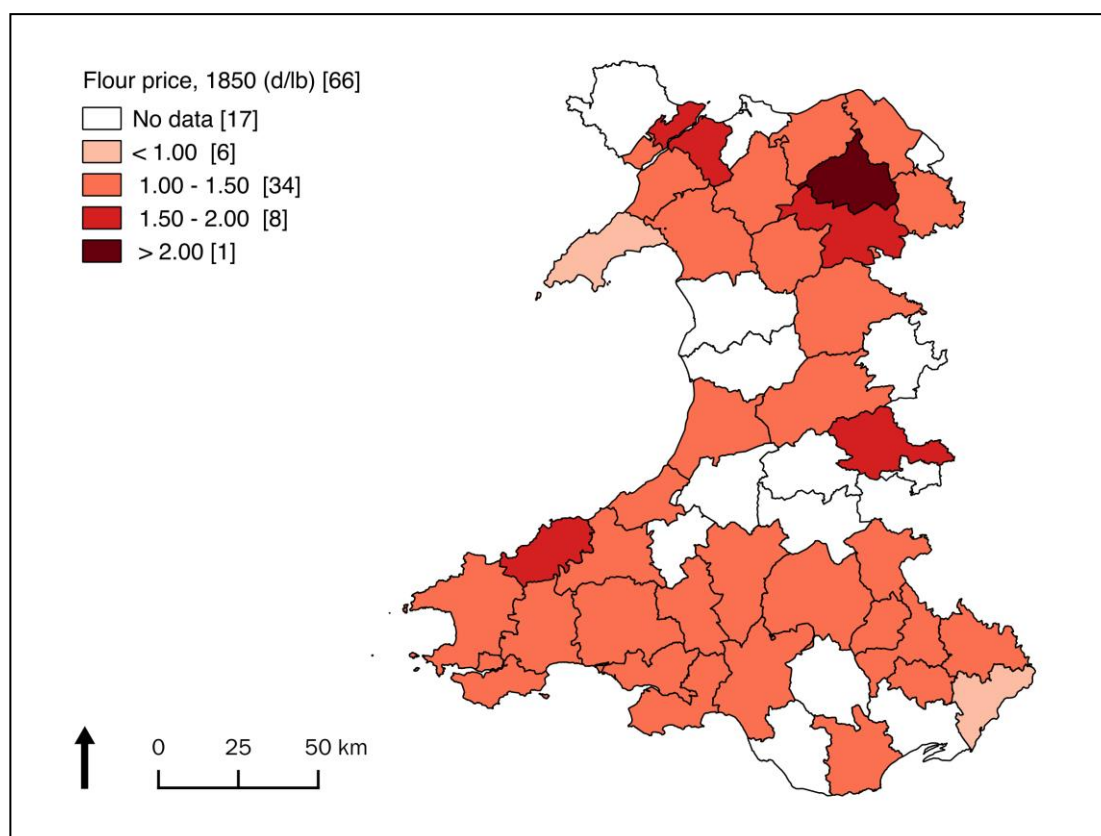 Flour price, 1850 (d/lb) [66]
No data [17]
< 1.00 [6]
1.00 - 1.50 [34]
1.50 - 2.00 [8]
> 2.00 [1]
0 25 50 km